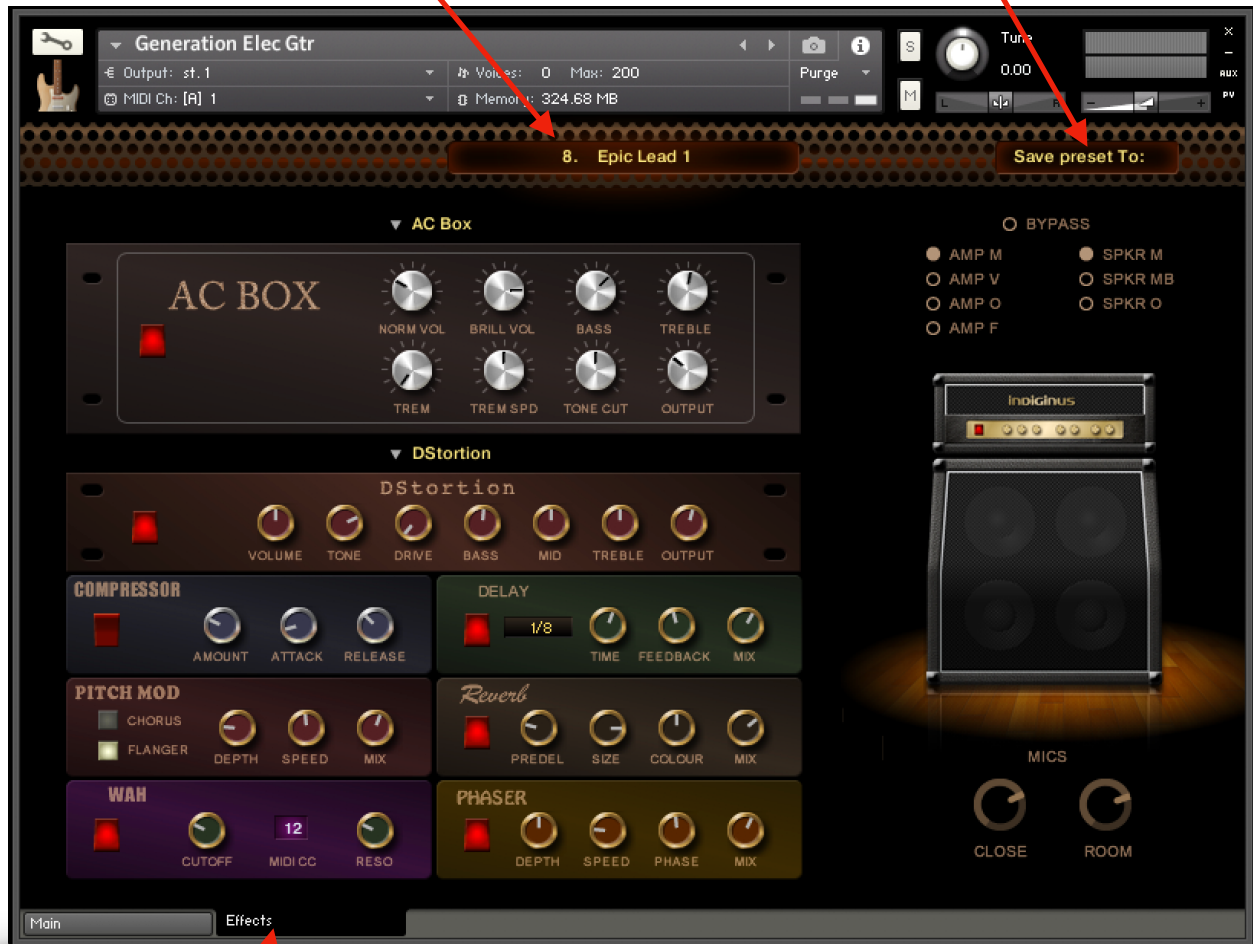 Generation Elec Gtr
Output: st.1
Voices: 0 Max: 200
Purge
MIDI Ch: [A] 1
Memory: 324.68 MB
S
M
Tune
0.00
L
R
AUX
PV
8. Epic Lead 1
Save preset To:
AC Box
AC BOX
NORM VOL BRILL VOL BASS TREBLE
TREM TREM SPD TONE CUT OUTPUT
BYPASS
AMP M SPKR M
AMP V SPKR MB
AMP O SPKR O
AMP F
INDIGINUS
DStortion
DStortion
VOLUME TONE DRIVE BASS MID TREBLE OUTPUT
COMPRESSOR
AMOUNT ATTACK RELEASE
DELAY
1/8
TIME FEEDBACK MIX
PITCH MOD
CHORUS
FLANGER
DEPTH SPEED MIX
Reverb
PREDEL SIZE COLOUR MIX
WAH
12
CUTOFF MIDI CC RESO
PHASER
DEPTH SPEED PHASE MIX
MICS
CLOSE ROOM
Main
Effects